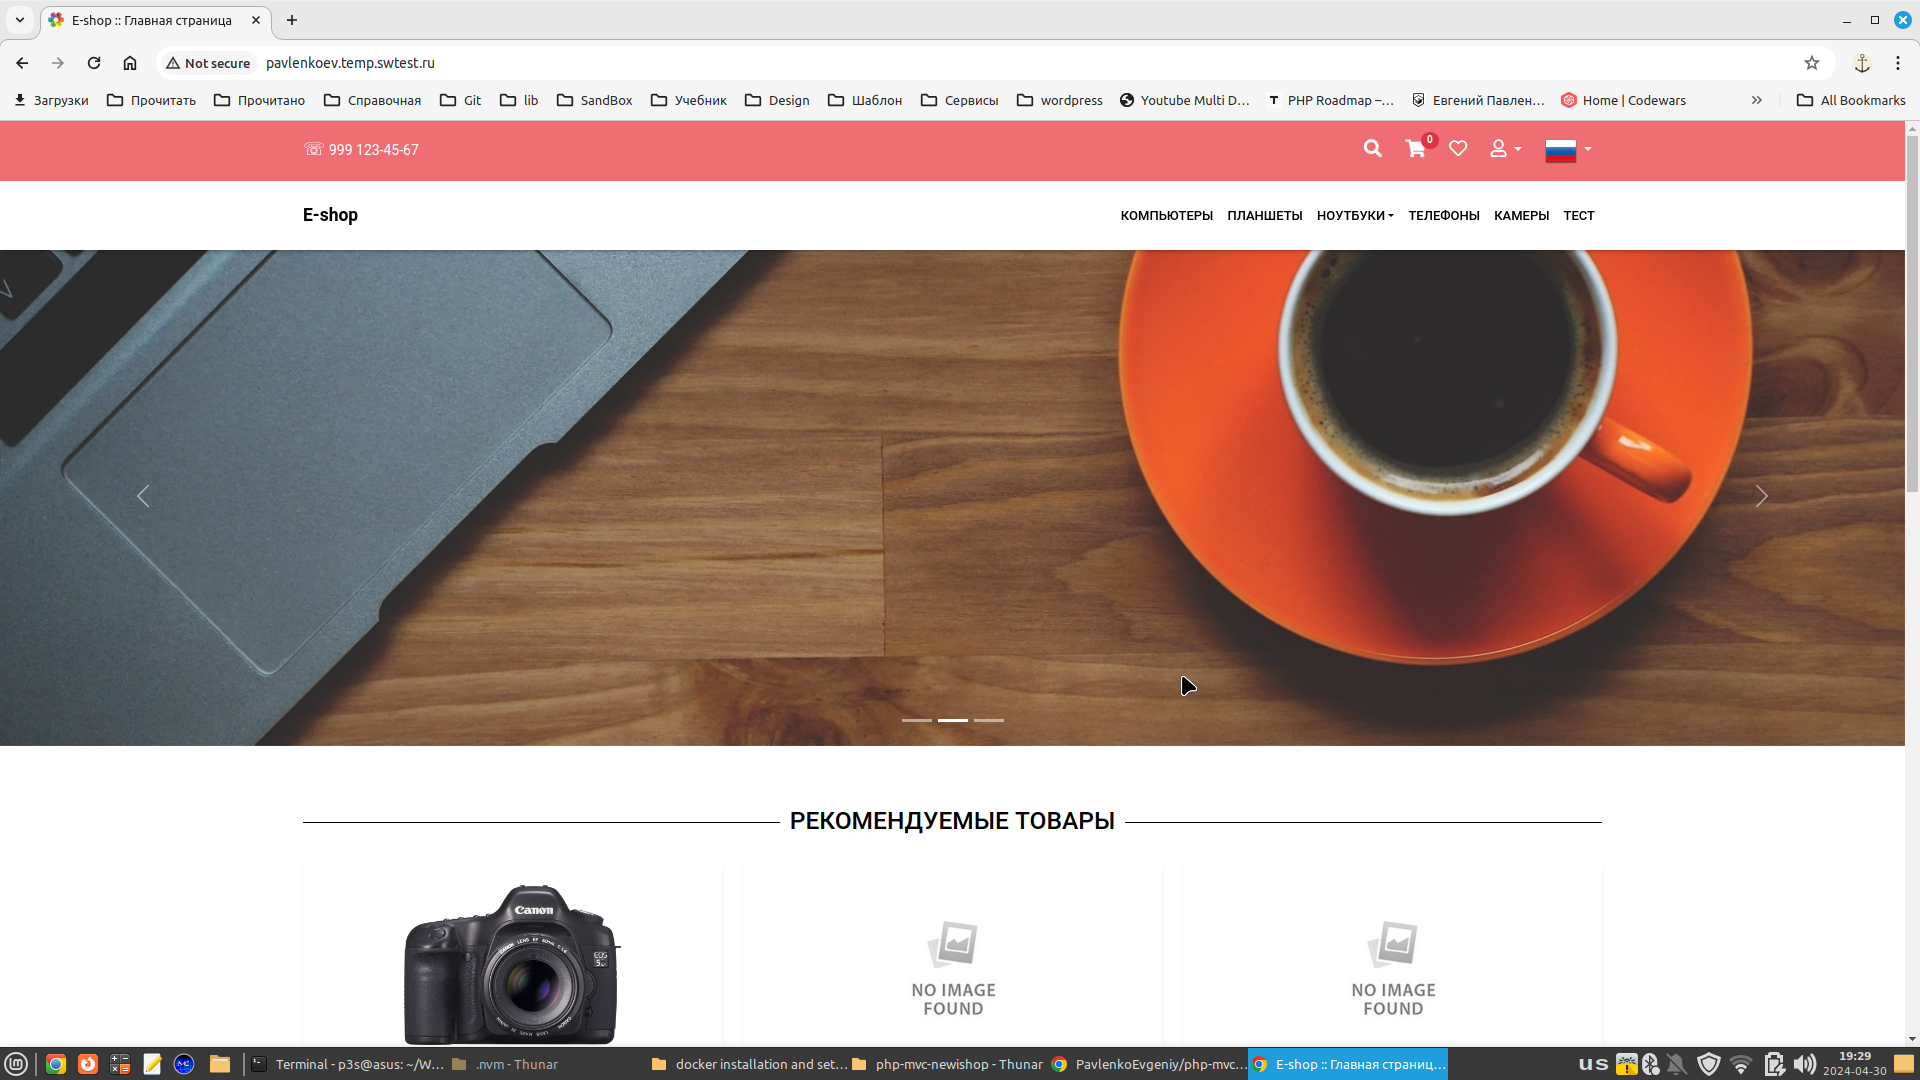 E-shop :: Главная страница
Not secure pavlenkoev.temp.swtest.ru
Загрузки Прочитать Прочитано Справочная Git lib SandBox Учебник Design Шаблон Сервисы wordpress Youtube Multi D... PHP Roadmap –... Евгений Павлен... Home | Codewars All Bookmarks
999 123-45-67
0
E-shop
КОМПЬЮТЕРЫ ПЛАНШЕТЫ НОУТБУКИ ТЕЛЕФОНЫ КАМЕРЫ ТЕСТ
РЕКОМЕНДУЕМЫЕ ТОВАРЫ
Canon
NO IMAGE
FOUND
NO IMAGE
FOUND
Terminal - p3s@asus: ~/W... .nvm - Thunar docker installation and set... php-mvc-newishop - Thunar PavlenkoEvgeniy/php-mvc... E-shop :: Главная страниц...
us
19:29
2024-04-30